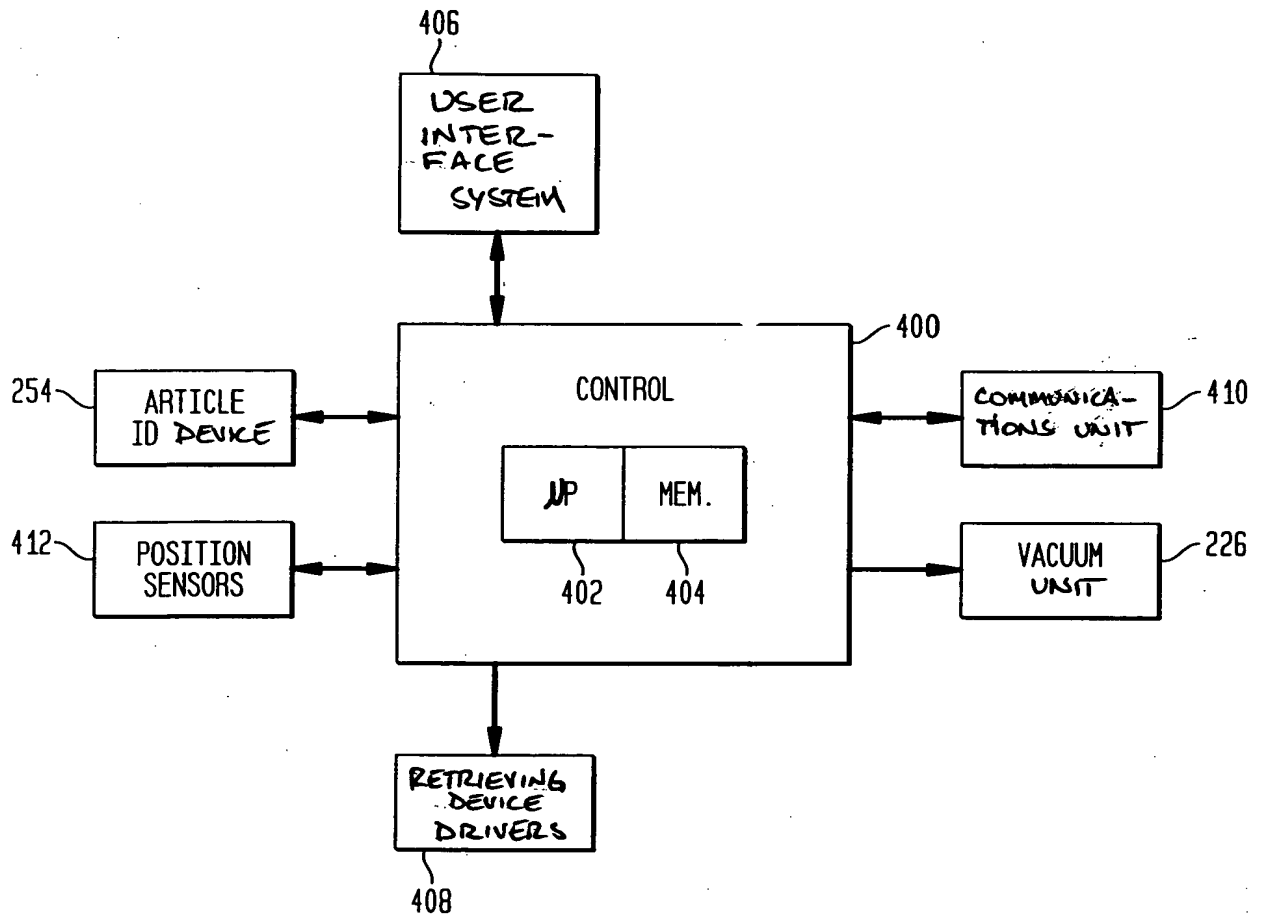 406
USER
INTER-
FACE
SYSTEM
400
CONTROL
254
ARTICLE
ID DEVICE
COMMUNICA-
TIONS UNIT
410
μP
MEM.
412
POSITION
SENSORS
402
404
VACUUM
UNIT
226
RETRIEVING
DEVICE
DRIVERS
408